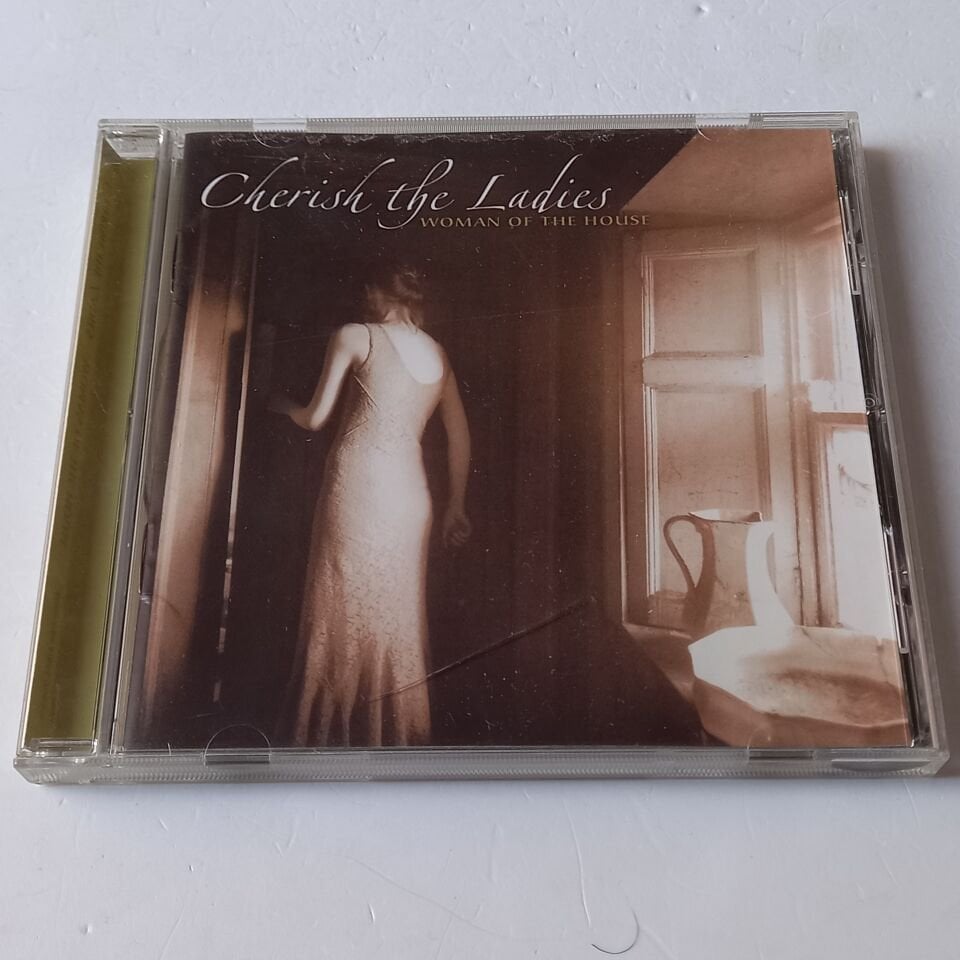 Cherish the Ladies
WOMAN OF THE HOUSE